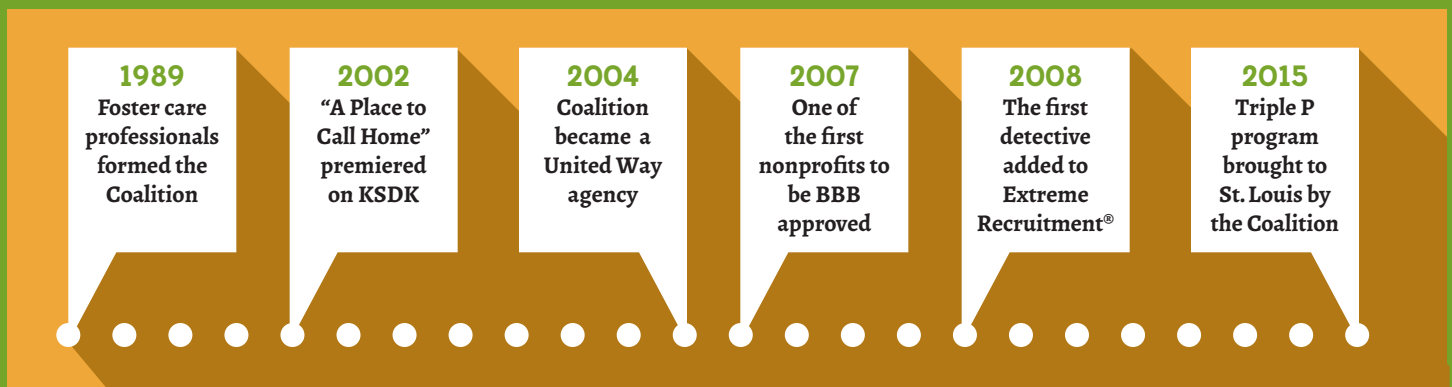 1989
Foster care
professionals
formed the
Coalition
2002
“A Place to
Call Home”
premiered
on KSDK
2004
Coalition
became a
United Way
agency
2007
One of
the first
nonprofits to
be BBB
approved
2008
The first
detective
added to
Extreme
Recruitment®
2015
Triple P
program
brought to
St. Louis by
the Coalition